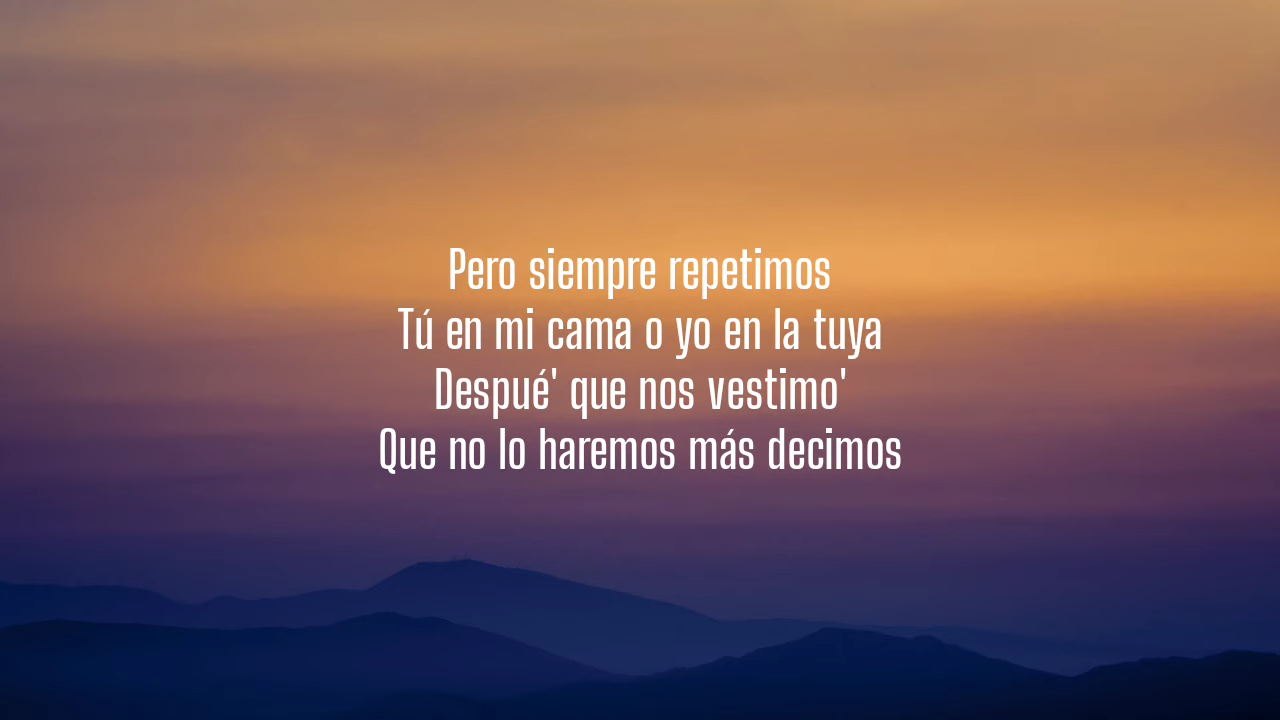 Pero siempre repetimos
Tú en mi cama o yo en la tuya
Despué' que nos vestimo'
Que no lo haremos más decimos